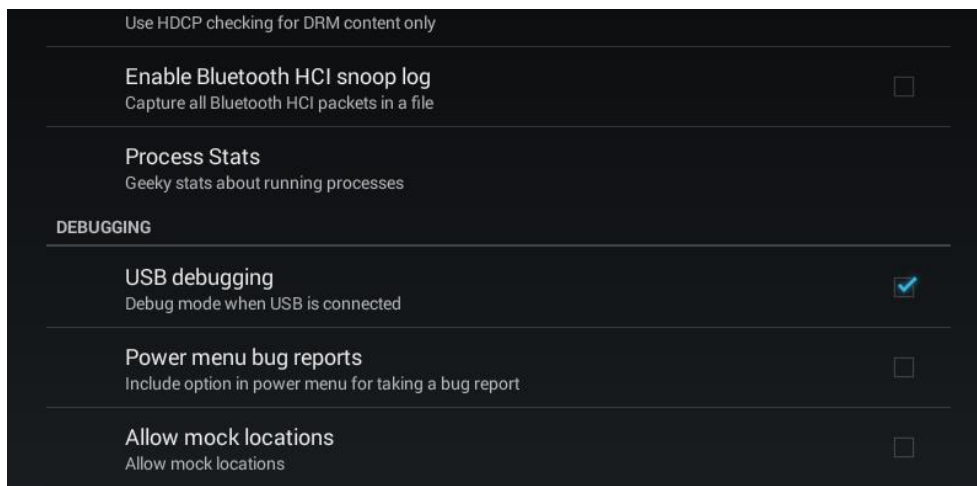 Use HDCP checking for DRM content only
Enable Bluetooth HCI snoop log
Capture all Bluetooth HCI packets in a file
Process Stats
Geeky stats about running processes
DEBUGGING
USB debugging
Debug mode when USB is connected
Power menu bug reports
Include option in power menu for taking a bug report
Allow mock locations
Allow mock locations